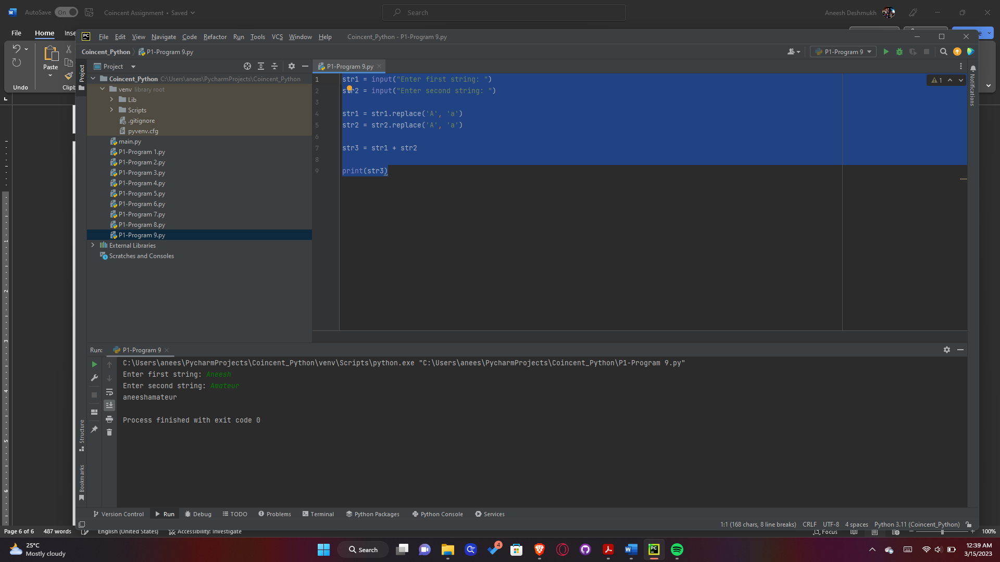 AutoSave On Coincent Assignment • Saved Search Aneesh Deshmukh
File Home Inse
Undo Paste Clipb
PC File Edit View Navigate Code Refactor Run Tools VCS Window Help Coincent_Python - P1-Program 9.py
Coincent_Python P1-Program 9.py P1-Program 9
Project Project P1-Program 9.py
Coincent_Python C:\Users\anees\PycharmProjects\Coincent_Python
venv library root
Lib
Scripts
.gitignore
pyvenv.cfg
main.py
P1-Program 1.py
P1-Program 2.py
P1-Program 3.py
P1-Program 4.py
P1-Program 5.py
P1-Program 6.py
P1-Program 7.py
P1-Program 8.py
P1-Program 9.py
External Libraries
Scratches and Consoles
1 str1 = input("Enter first string: ")
2 str2 = input("Enter second string: ")
3
4 str1 = str1.replace('A', 'a')
5 str2 = str2.replace('A', 'a')
6
7 str3 = str1 + str2
8
9 print(str3)
1
Notifications
Run: P1-Program 9
C:\Users\anees\PycharmProjects\Coincent_Python\venv\Scripts\python.exe "C:\Users\anees\PycharmProjects\Coincent_Python\P1-Program 9.py"
Enter first string: Aneesh
Enter second string: Amateur
aneeshamateur
Process finished with exit code 0
Structure
Bookmarks
Version Control Run Debug TODO Problems Terminal Python Packages Python Console Services
1:1 (168 chars, 8 line breaks) CRLF UTF-8 4 spaces Python 3.11 (Coincent_Python)
Page 6 of 6 487 words English (United States) Accessibility: Investigate Focus 100%
25°C
Mostly cloudy
Search
4
PC
12:39 AM
3/15/2023